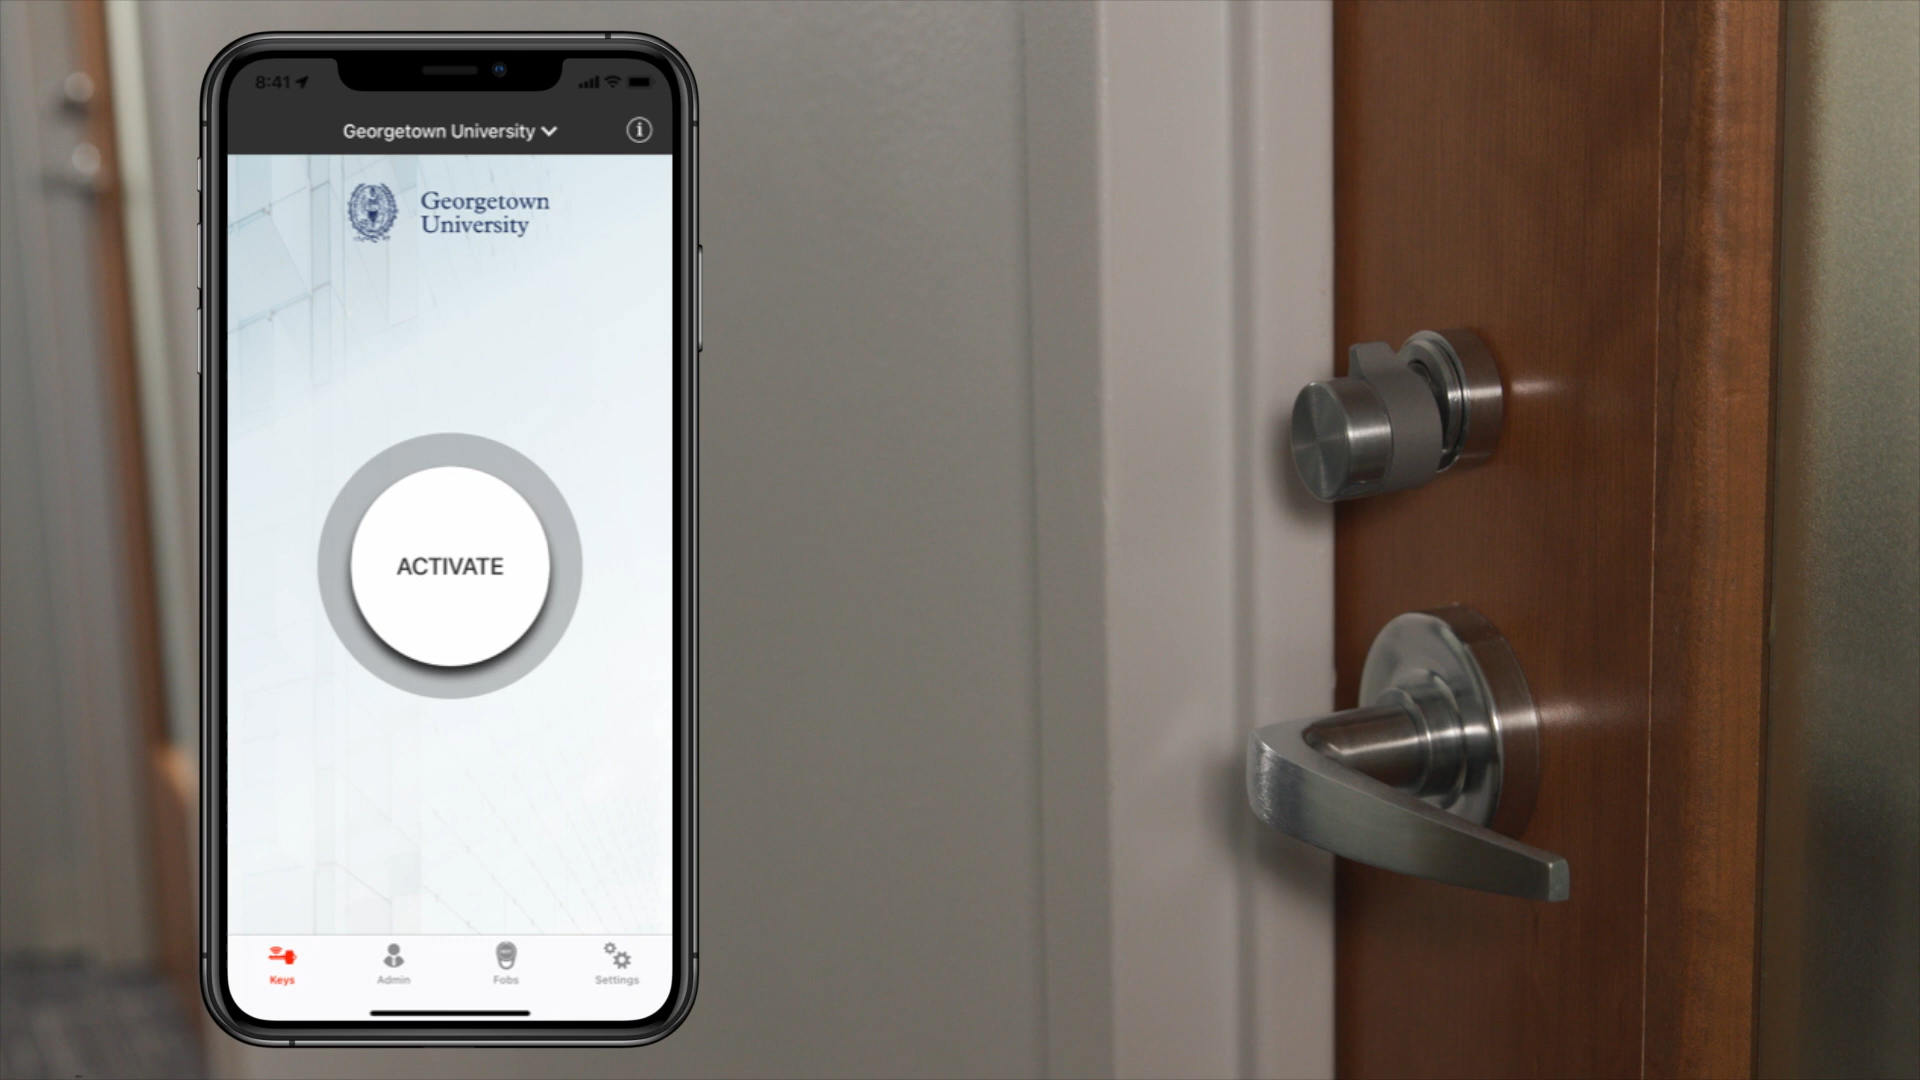 8:41
Georgetown University
Georgetown
University
ACTIVATE
Keys
Admin
Fobs
Settings